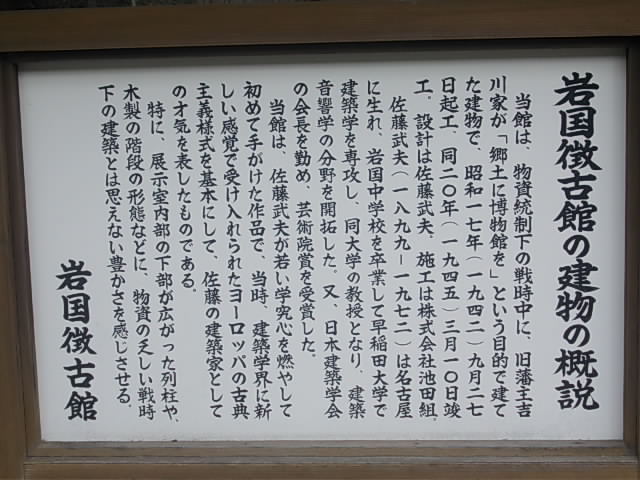 岩国徴古館の建物の概説
当館は、物資統制下の戦時中に、旧藩主吉
川家が「郷土に博物館を」という目的で建て
た建物で、昭和一七年（一九四二）九月二七
日起工、同二〇年（一九四五）三月一〇日竣
工、設計は佐藤武夫、施工は株式会社池田組。
佐藤武夫（一八九九－一九七二）は名古屋
に生れ、岩国中学校を卒業して早稲田大学で
建築学を専攻し、同大学の教授となり、建築
音響学の分野を開拓した。又、日本建築学会
の会長を勤め、芸術院賞を受賞した。
当館は、佐藤武夫が若い学究心を燃やして
初めて手がけた作品で、当時、建築学界に新
しい感覚で受け入れられたヨーロッパの古典
主義様式を基本にして、佐藤の建築家として
の才気を表したものである。
特に、展示室内部の下部が広がった列柱や、
木製の階段の形態などに、物資の乏しい戦時
下の建築とは思えない豊かさを感じさせる。
岩国徴古館